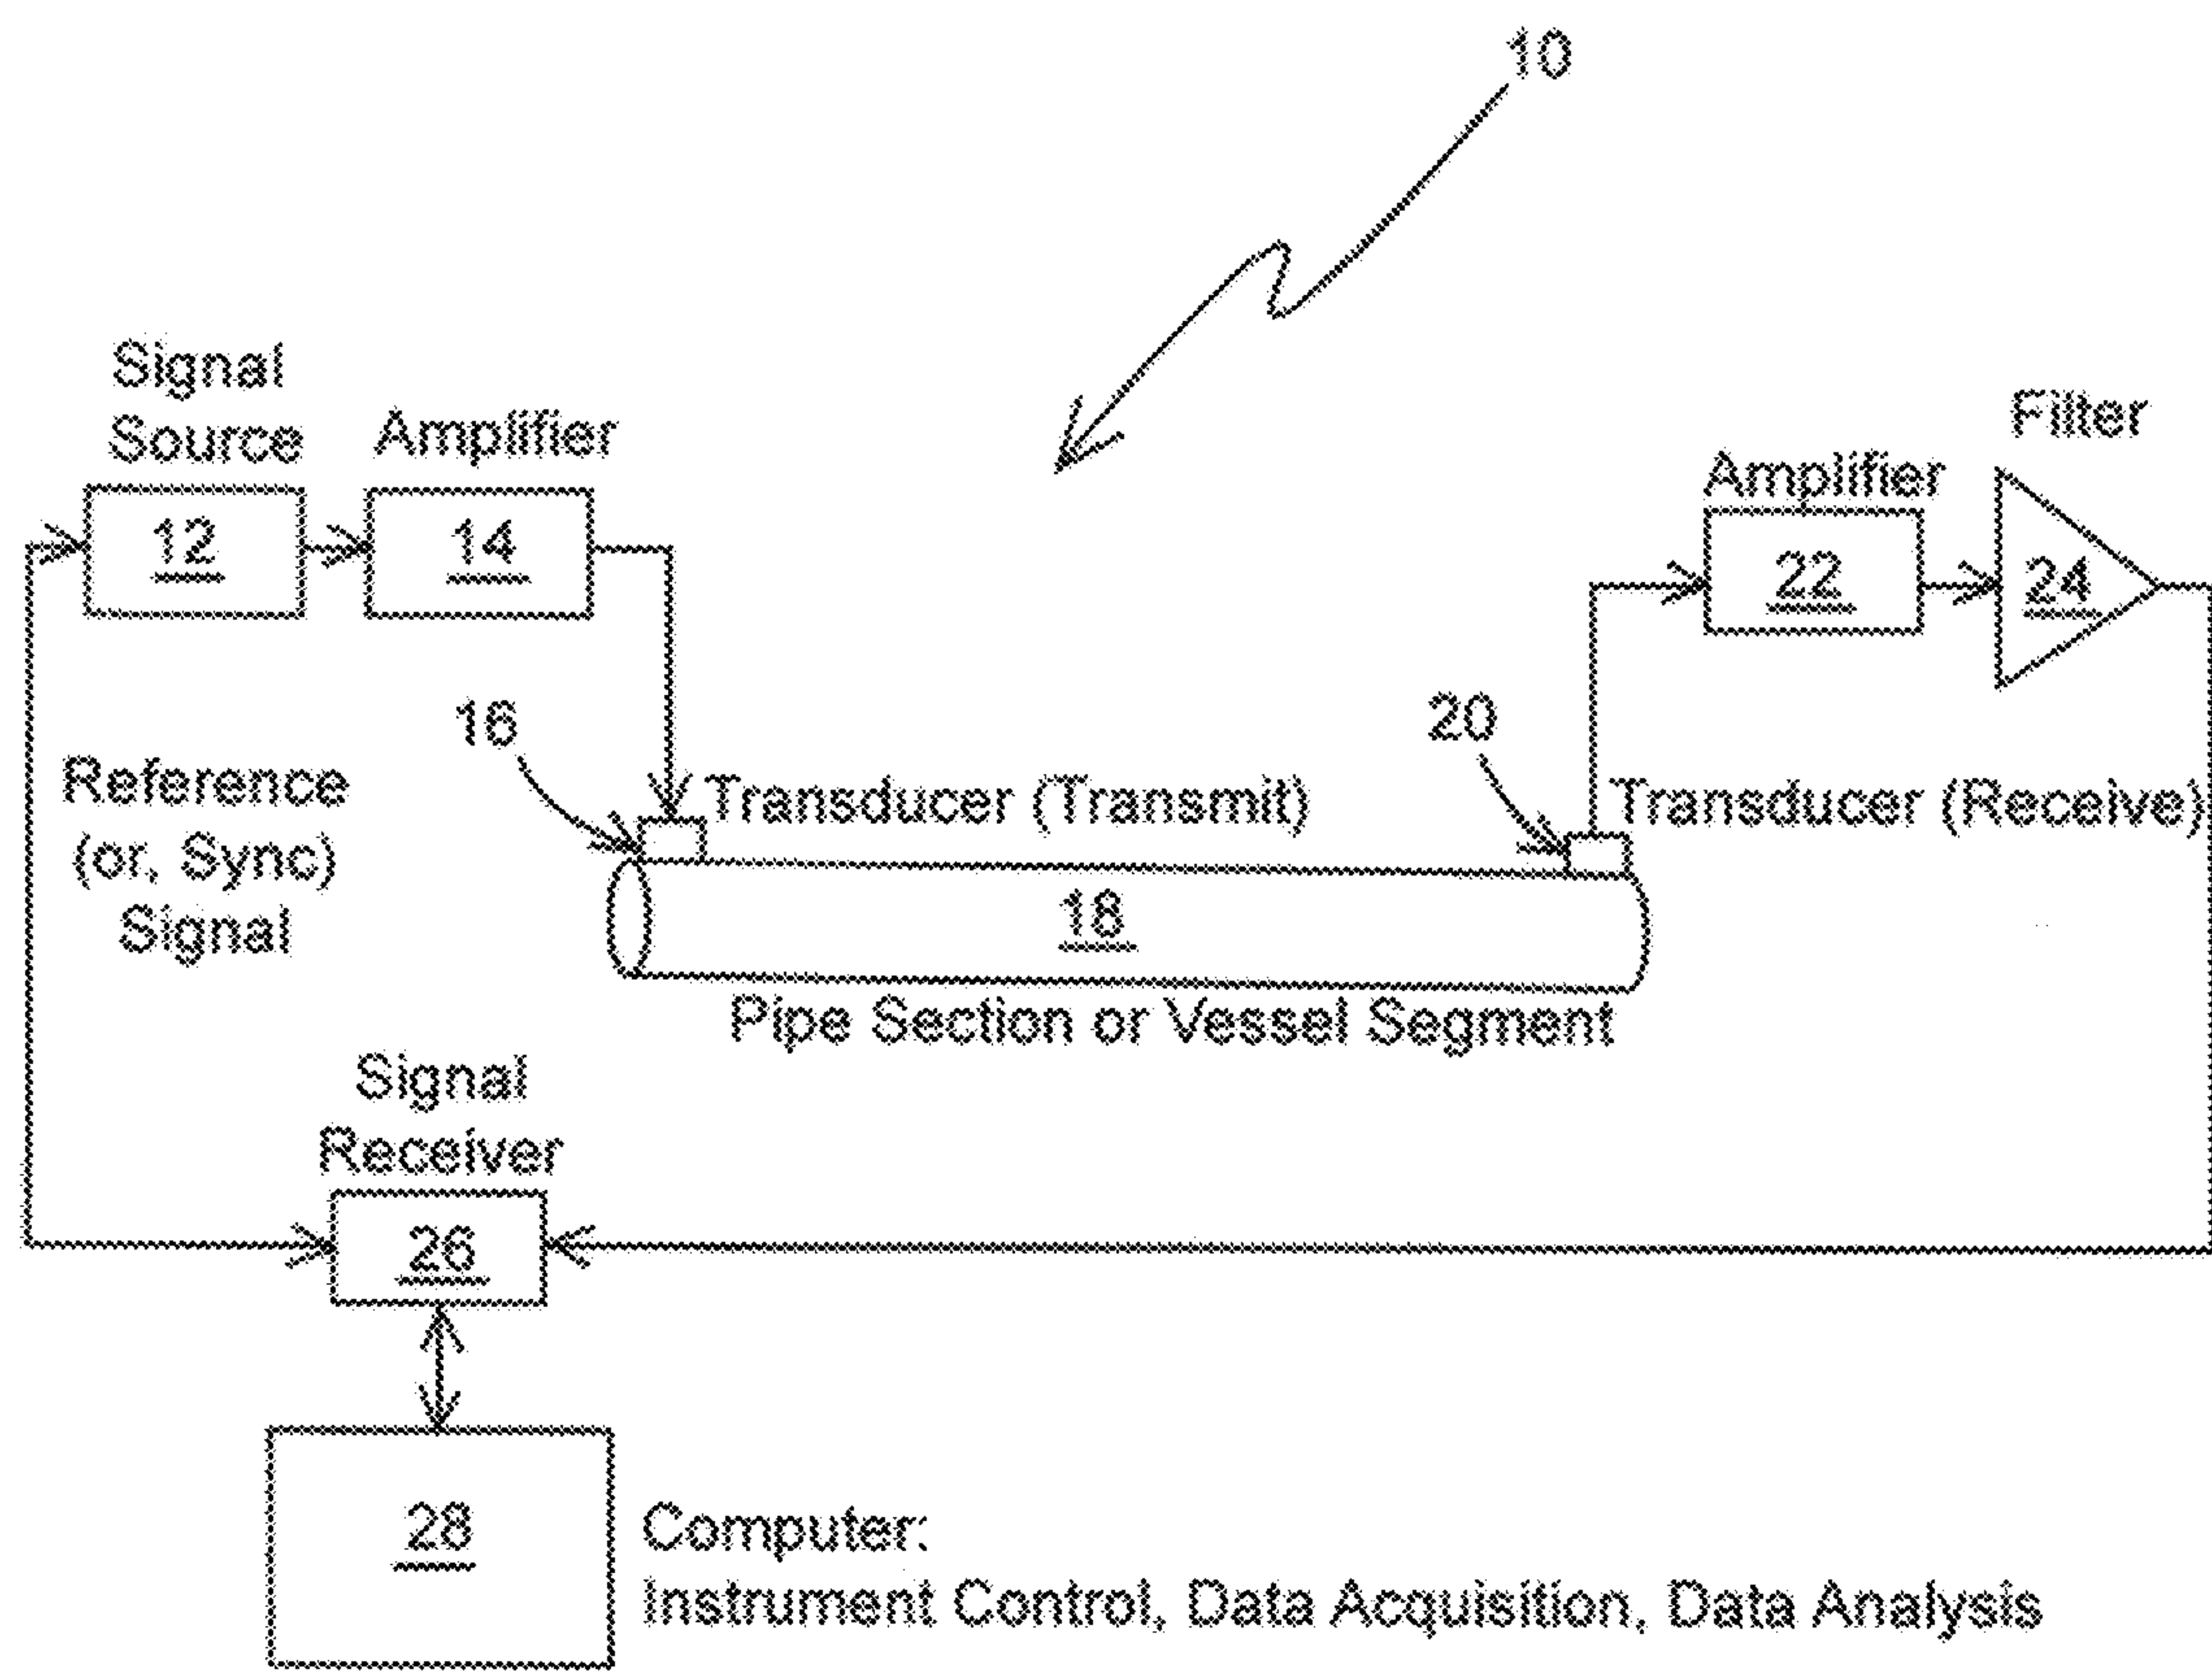 10
Signal
Source
Amplifier
Filter
Amplifier
12
14
22
24
16
20
Reference
(or, Sync)
Signal
Transducer (Transmit)
Transducer (Receive)
18
Pipe Section or Vessel Segment
Signal
Receiver
26
28
Computer:
Instrument Control, Data Acquisition, Data Analysis